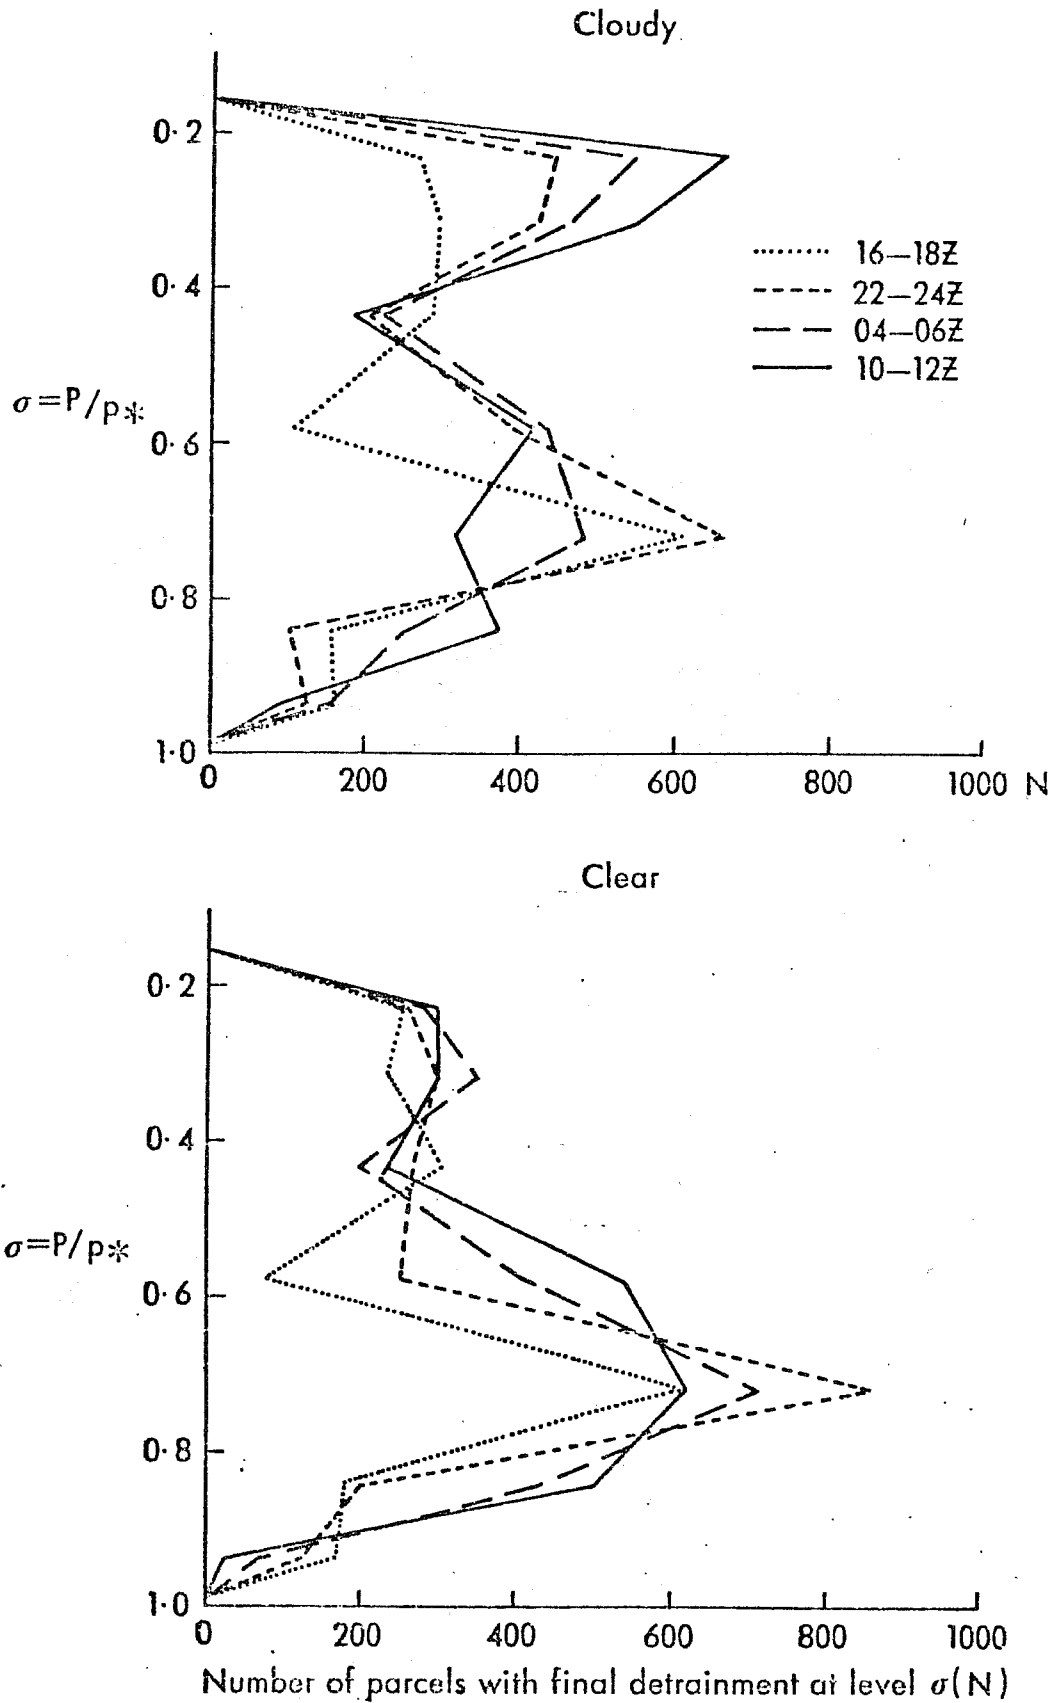 Cloudy
0.2
0.4
0.6
0.8
1.0
σ=P/p*
16–18Z
22–24Z
04–06Z
10–12Z
0 200 400 600 800 1000 N
Clear
0.2
0.4
0.6
0.8
1.0
σ=P/p*
0 200 400 600 800 1000
Number of parcels with final detrainment at level σ(N)